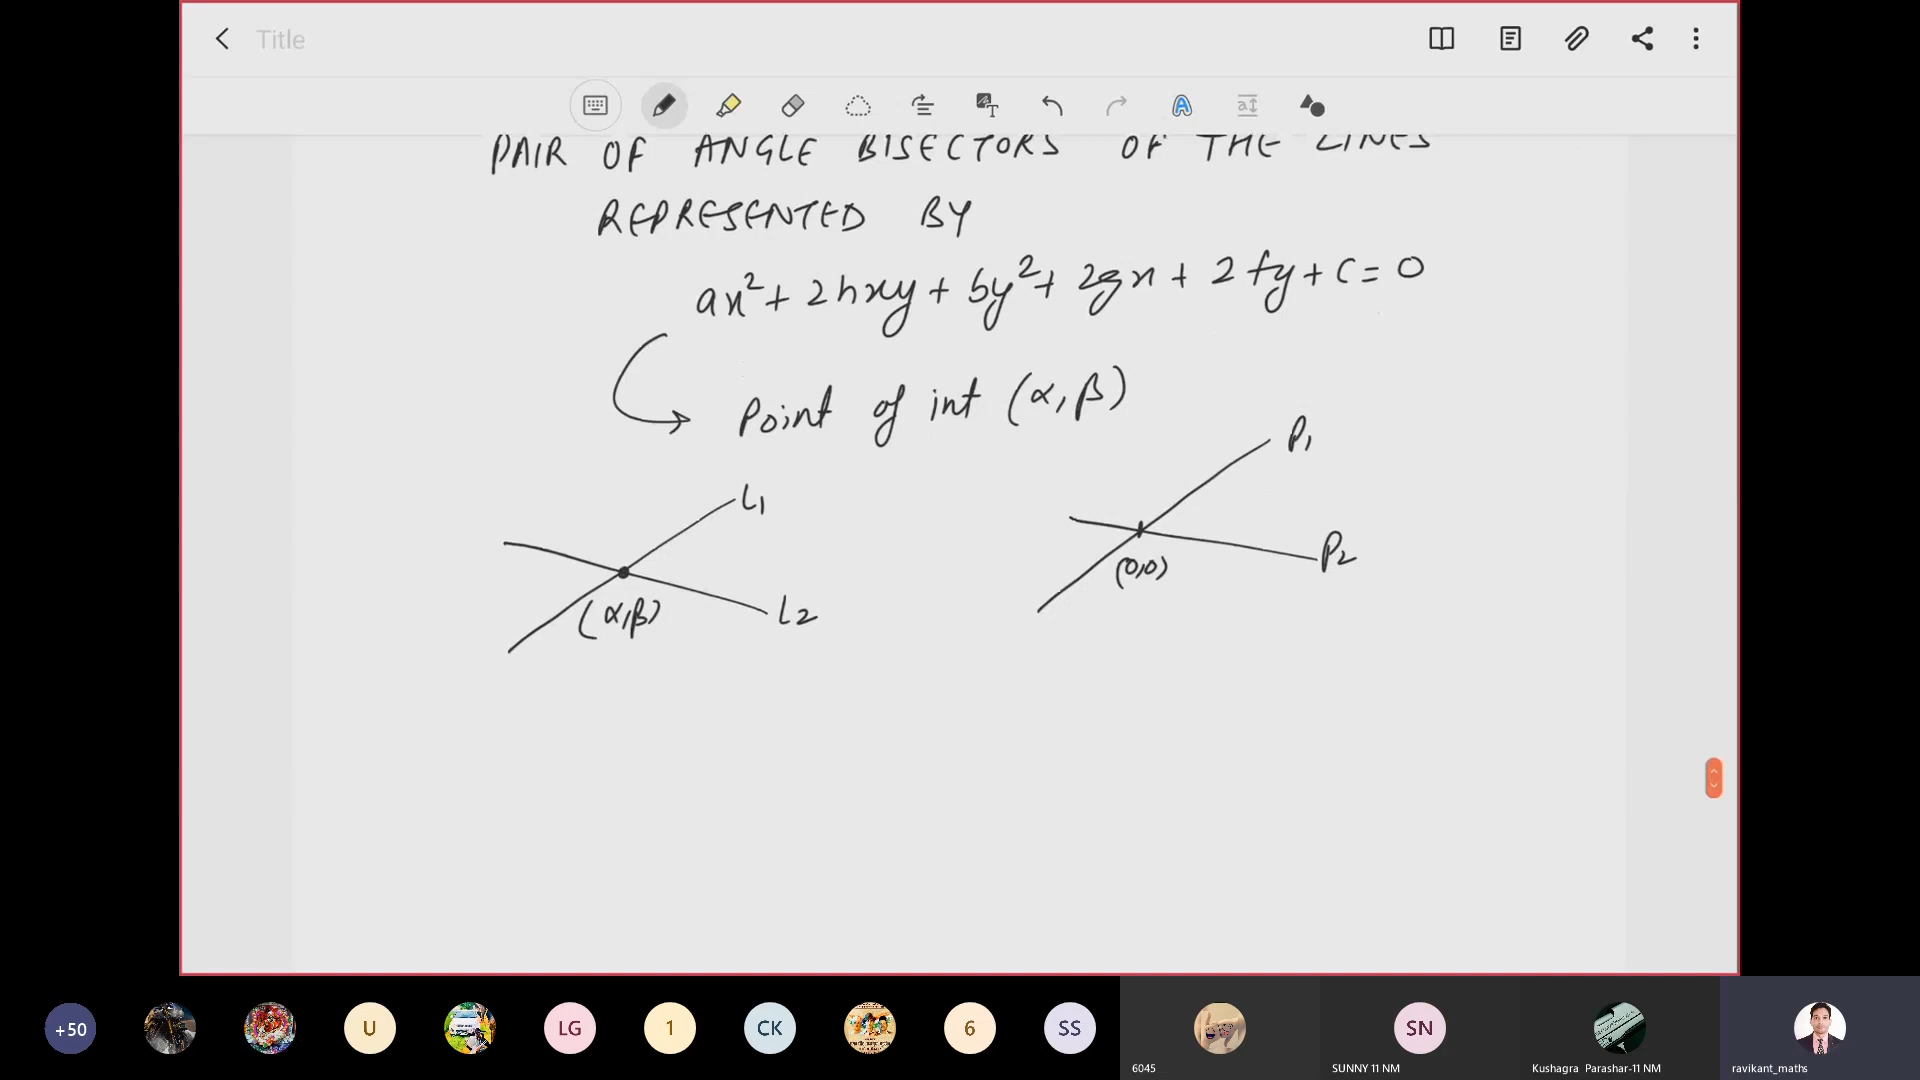 Title
PAIR OF ANGLE BISECTORS OF THE LINES
REPRESENTED BY
ax²+2hxy+by²+2gx+2fy+c=0
Point of int (α,β)
P₁
L₁
P₂
(0,0)
(α,β)
L₂
+50
U
LG
1
CK
6
SS
SN
6045
SUNNY 11 NM
Kushagra Parashar-11 NM
ravikant_maths